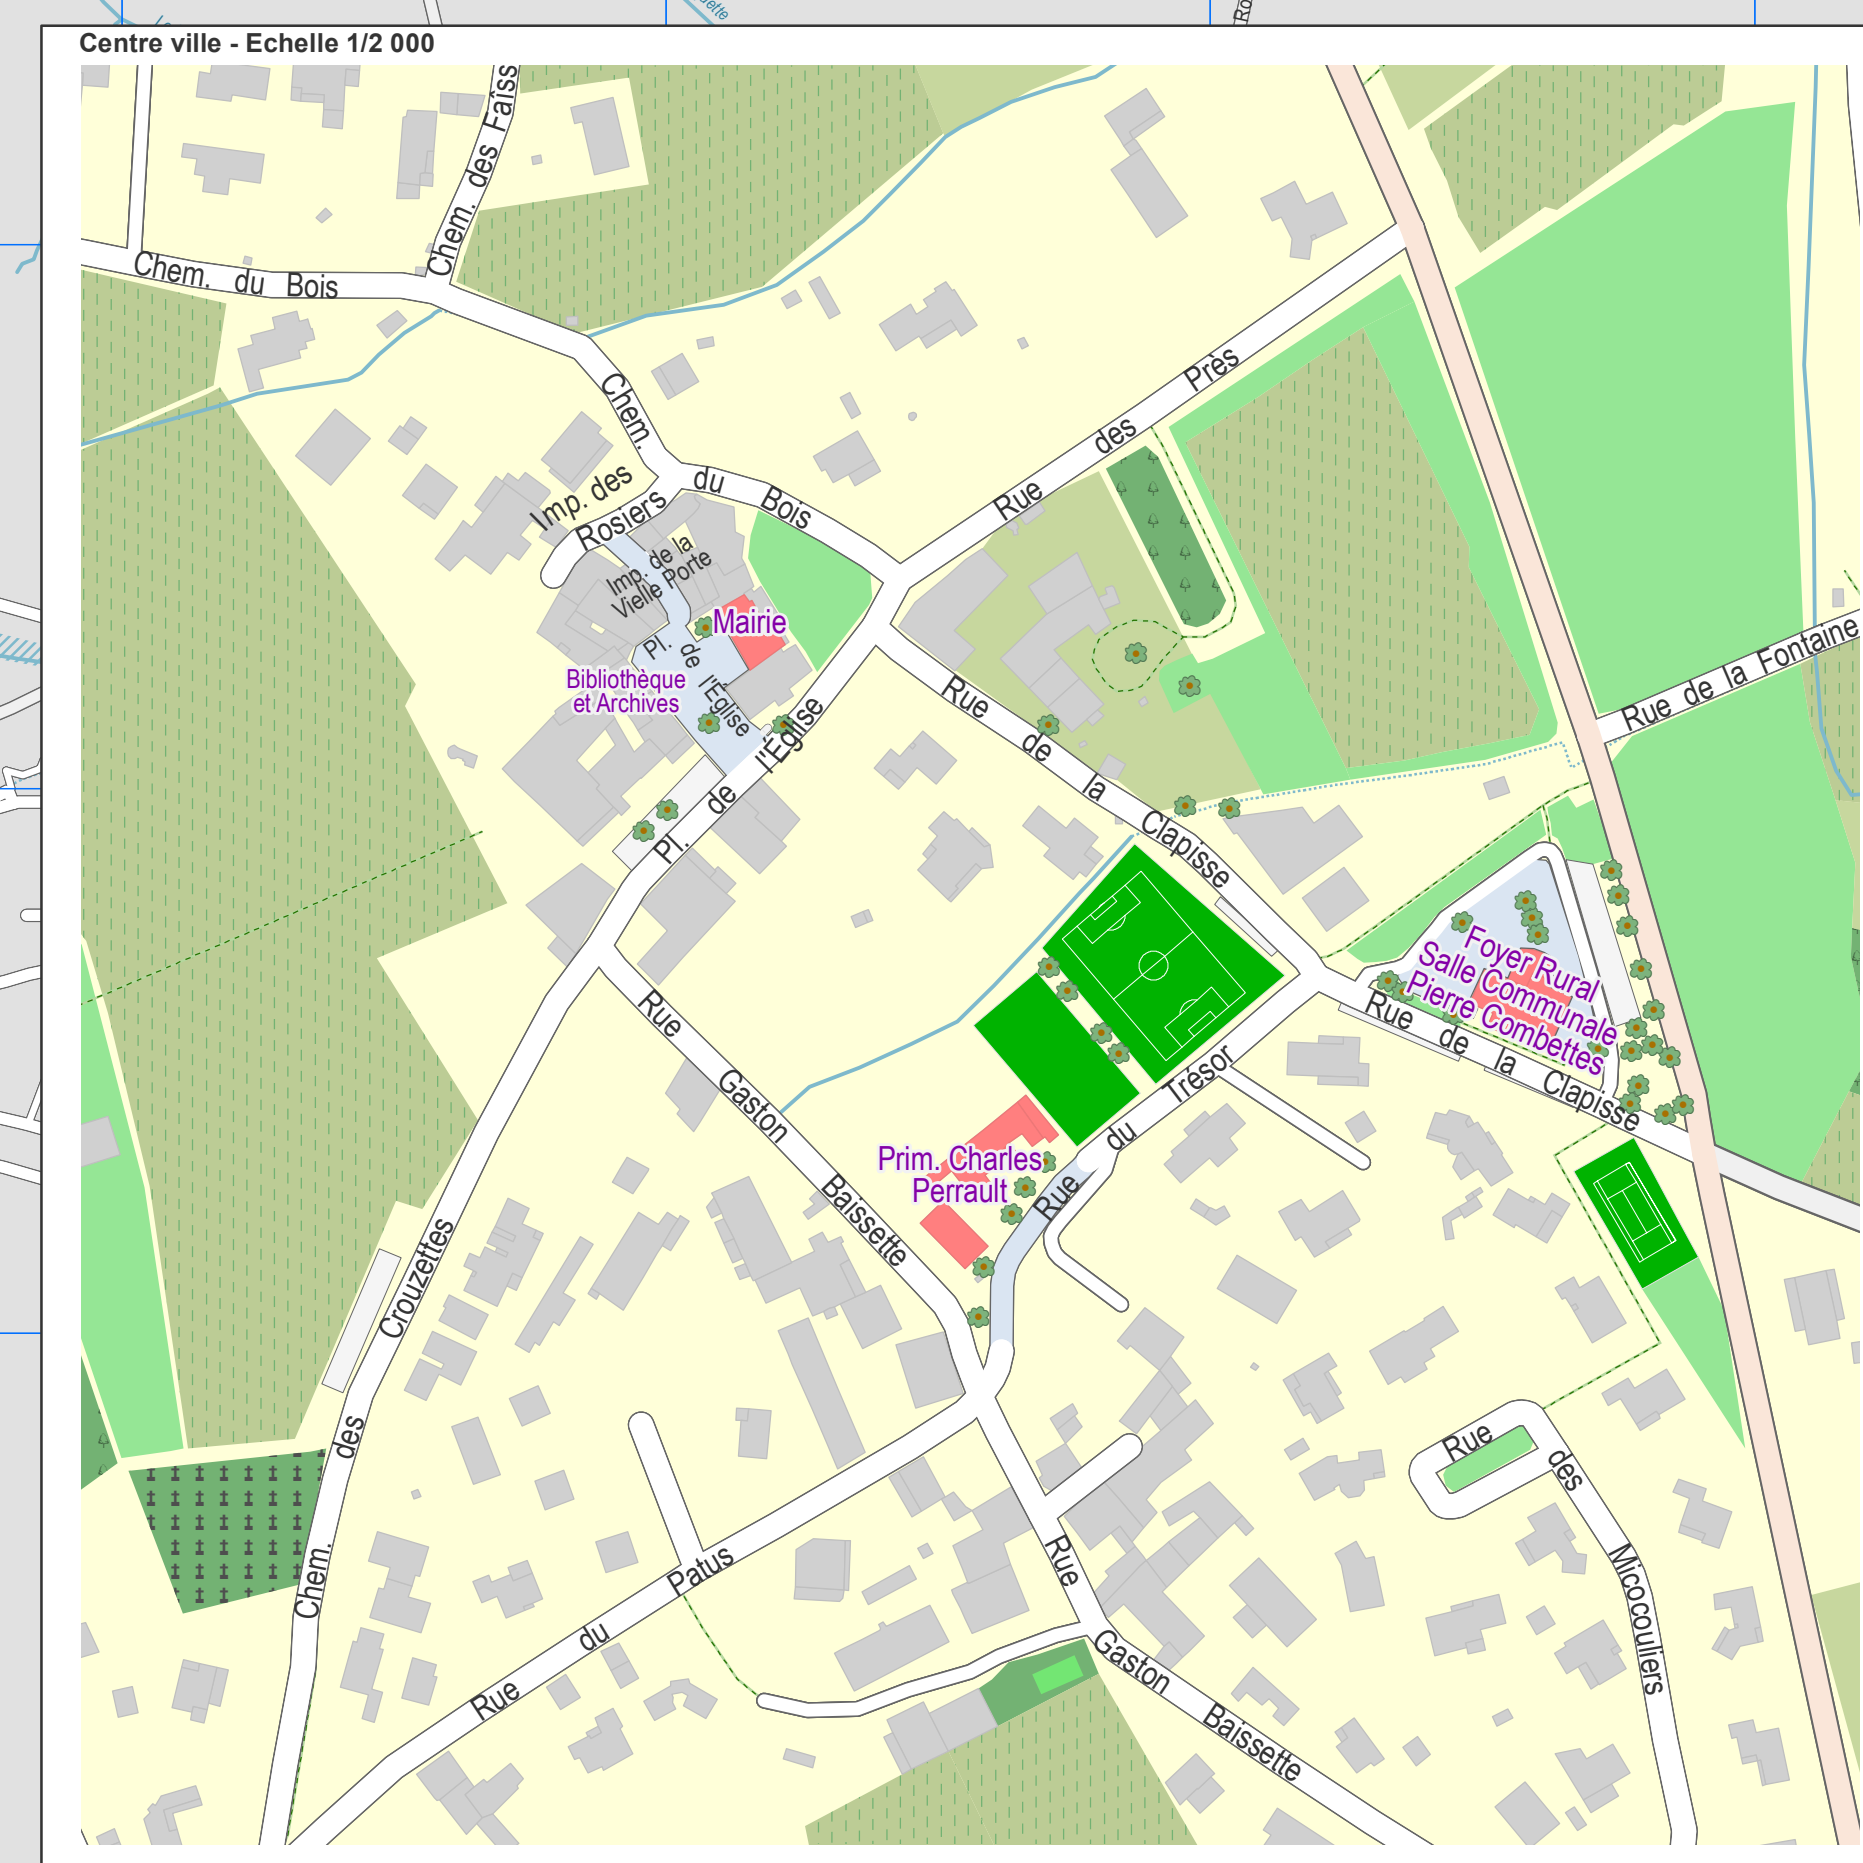 Centre ville - Echelle 1/2 000
Chem. des Faïss
Chem. du Bois
Chem. du Bois
Rue des Près
Imp. des
Rosiers
Imp. de la
Vielle Porte
Mairie
Pl. de l'Église
Bibliothèque
et Archives
Pl. de l'Église
Rue de la Clapisse
Rue de la Fontaine
Foyer Rural
Salle Communale
Pierre Combettes
Rue de la Clapisse
Rue du Trésor
Prim. Charles
Perrault
Rue Gaston Baissette
Chem. des Crouzettes
Rue du Patus
Rue Gaston Baissette
Rue des Micocouliers